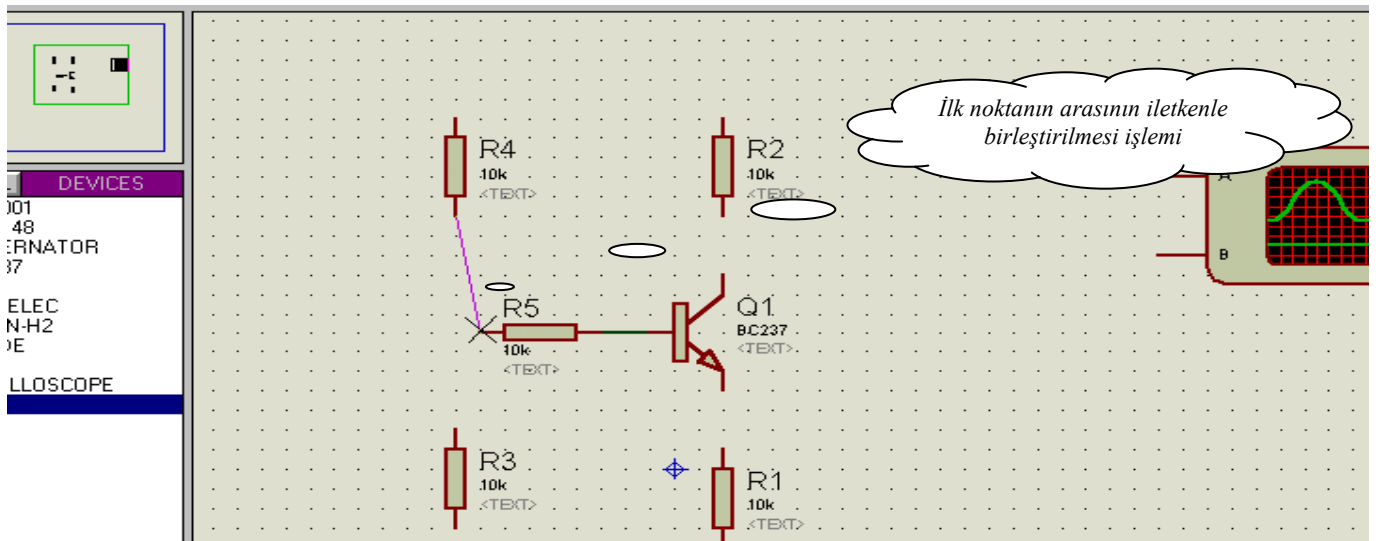 İlk noktanın arasının iletkenle
birleştirilmesi işlemi
DEVICES
001
48
ERNATOR
37
ELEC
N-H2
DE
LLOSCOPE
R4
10k
<TEXT>
R2
10k
<TEXT>
A
B
R5
10k
<TEXT>
Q1
BC237
<TEXT>
R3
10k
<TEXT>
R1
10k
<TEXT>